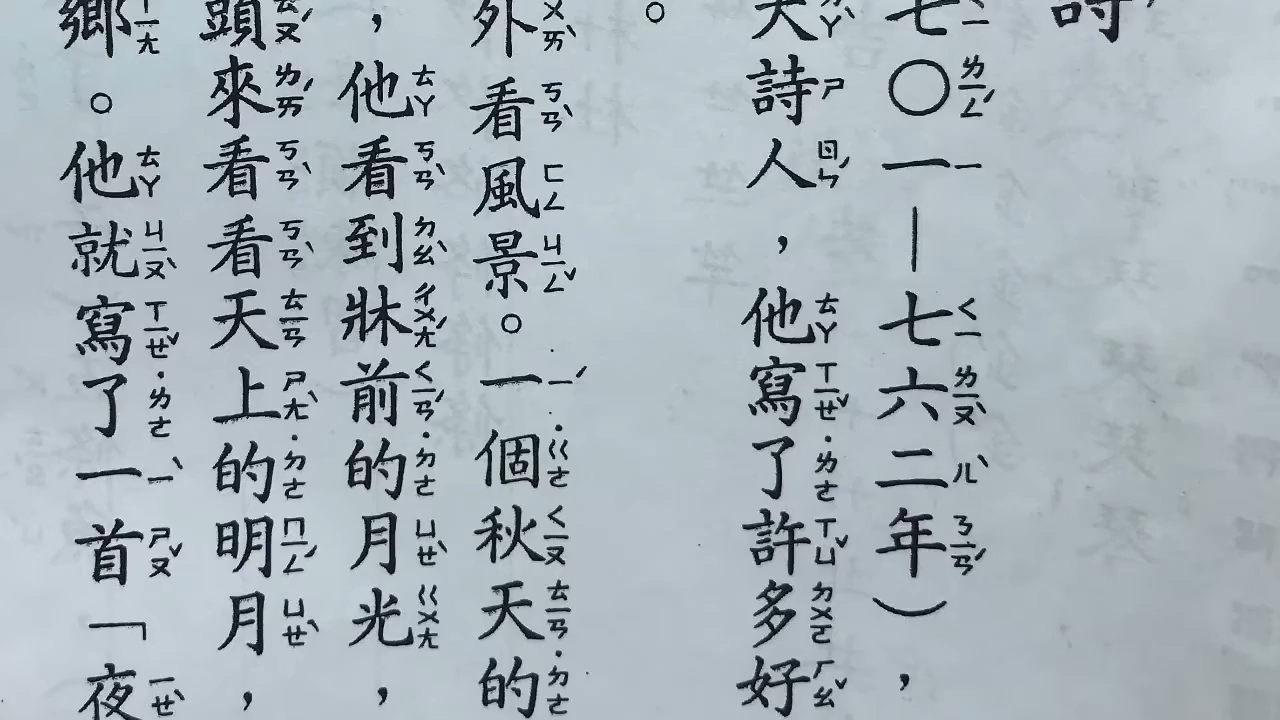 詩
七〇一—七六二年），
大詩人，他寫了許多好
。
外看風景。一個秋天的
，他看到牀前的月光，
頭來看看天上的明月，
鄉。他就寫了一首「夜